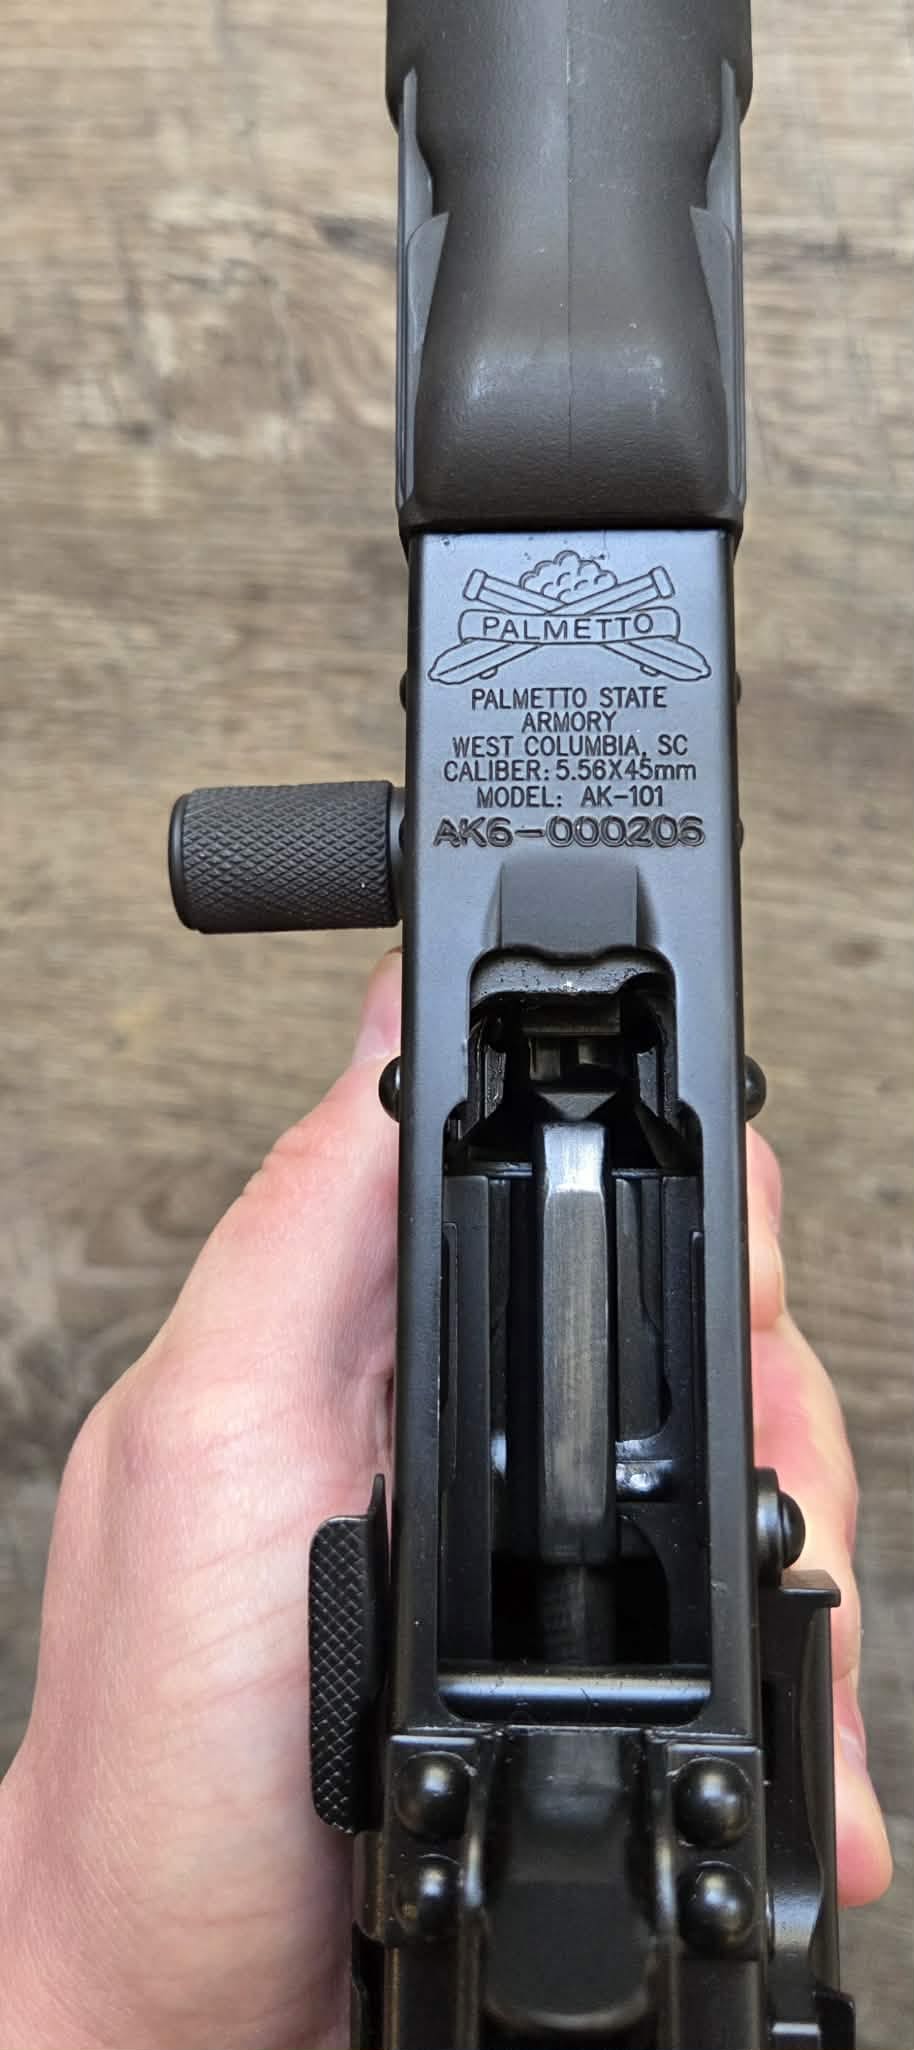 PALMETTO
PALMETTO STATE
ARMORY
WEST COLUMBIA, SC
CALIBER: 5.56X45mm
MODEL: AK-101
AK6-000206